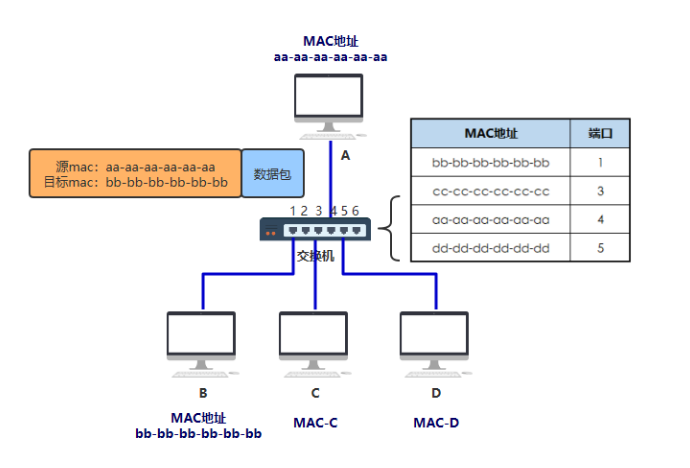 MAC地址
aa-aa-aa-aa-aa-aa
A
源mac：aa-aa-aa-aa-aa-aa
目标mac：bb-bb-bb-bb-bb-bb
数据包
MAC地址 端口
bb-bb-bb-bb-bb-bb 1
cc-cc-cc-cc-cc-cc 3
aa-aa-aa-aa-aa-aa 4
dd-dd-dd-dd-dd-dd 5
1 2 3 4 5 6
交换机
B
C
D
MAC地址
bb-bb-bb-bb-bb-bb
MAC-C
MAC-D